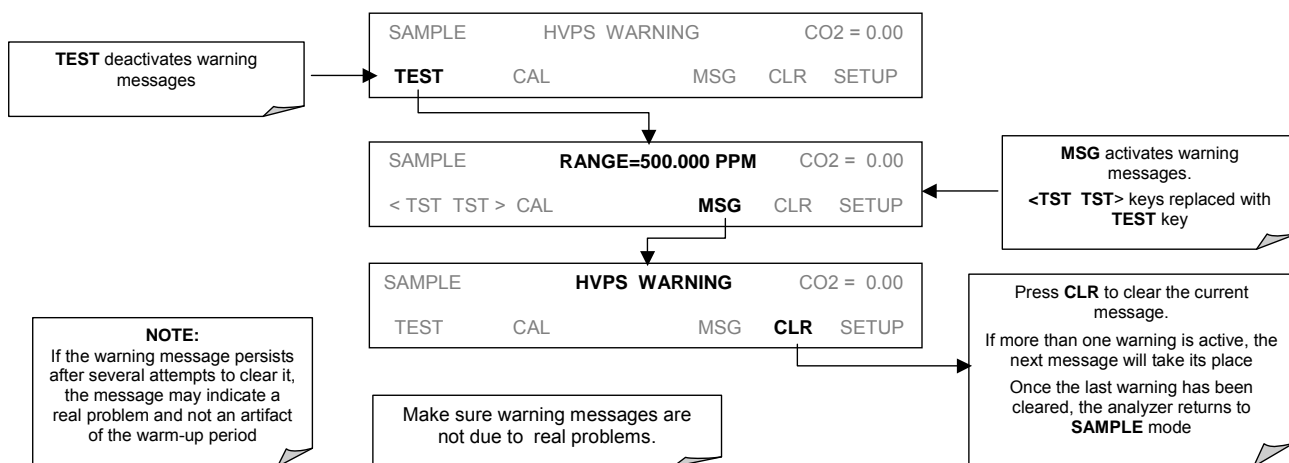 SAMPLE HVPS WARNING CO2 = 0.00
TEST CAL MSG CLR SETUP
TEST deactivates warning
messages
SAMPLE RANGE=500.000 PPM CO2 = 0.00
< TST TST > CAL MSG CLR SETUP
MSG activates warning
messages.
<TST TST> keys replaced with
TEST key
SAMPLE HVPS WARNING CO2 = 0.00
TEST CAL MSG CLR SETUP
Press CLR to clear the current
message.
If more than one warning is active, the
next message will take its place
Once the last warning has been
cleared, the analyzer returns to
SAMPLE mode
NOTE:
If the warning message persists
after several attempts to clear it,
the message may indicate a
real problem and not an artifact
of the warm-up period
Make sure warning messages are
not due to real problems.